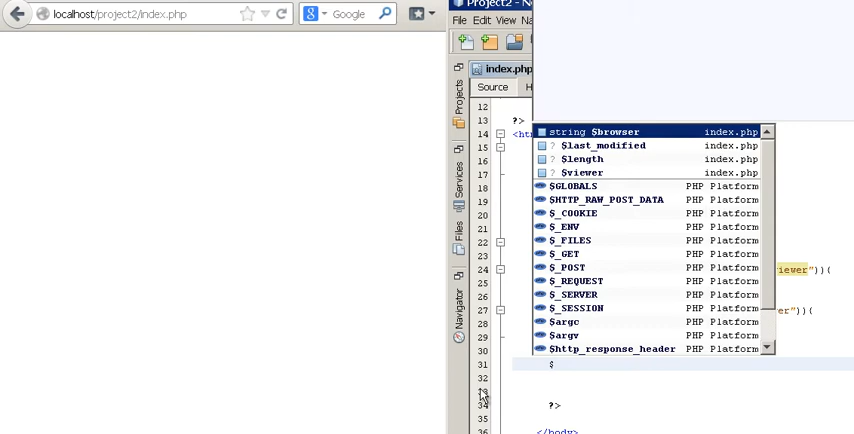 localhost/project2/index.php
Google
Project2 - Ne
File Edit View Na
index.php
Source
H
Projects
Services
Files
Navigator
12
13 ?>
14
15
16
17
18
19
20
21
22
23
24 iewer"))(
25
26
27 er"))(
28
29
30
31 $
32
34 ?>
35
36 </body>
string $browser index.php
? $last_modified index.php
? $length index.php
? $viewer index.php
$GLOBALS PHP Platform
$HTTP_RAW_POST_DATA PHP Platform
$_COOKIE PHP Platform
$_ENV PHP Platform
$_FILES PHP Platform
$_GET PHP Platform
$_POST PHP Platform
$_REQUEST PHP Platform
$_SERVER PHP Platform
$_SESSION PHP Platform
$argc PHP Platform
$argv PHP Platform
$http_response_header PHP Platform